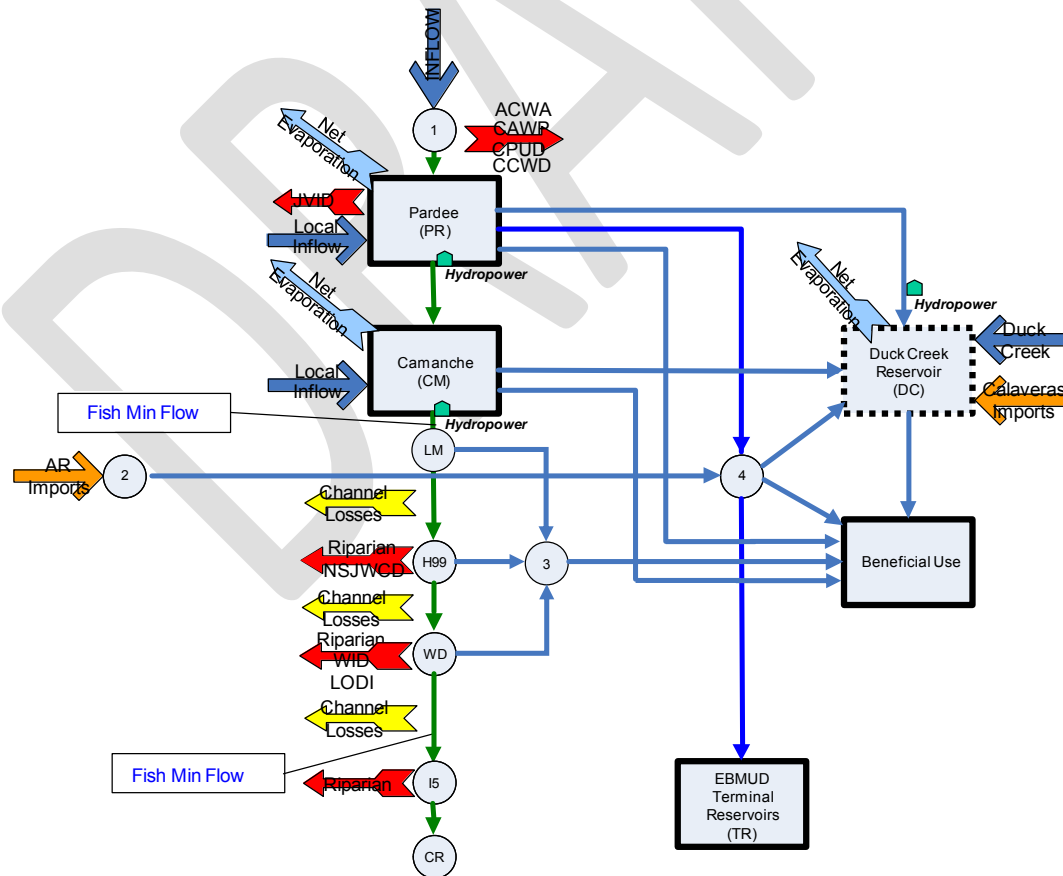 DRAFT
INFLOW
1
ACWA
CAWP
CPUD
CCWD
Net
Evaporation
JVID
Pardee
(PR)
Local
Inflow
Hydropower
Net
Evaporation
Net
Evaporation
Hydropower
Camanche
(CM)
Local
Inflow
Duck Creek
Reservoir
(DC)
Duck
Creek
Calaveras
Imports
Fish Min Flow
Hydropower
LM
AR
Imports
2
4
Channel
Losses
Riparian
NSJWCD
H99
3
Beneficial Use
Channel
Losses
Riparian
WID
LODI
WD
Channel
Losses
Fish Min Flow
Riparian
I5
EBMUD
Terminal
Reservoirs
(TR)
CR